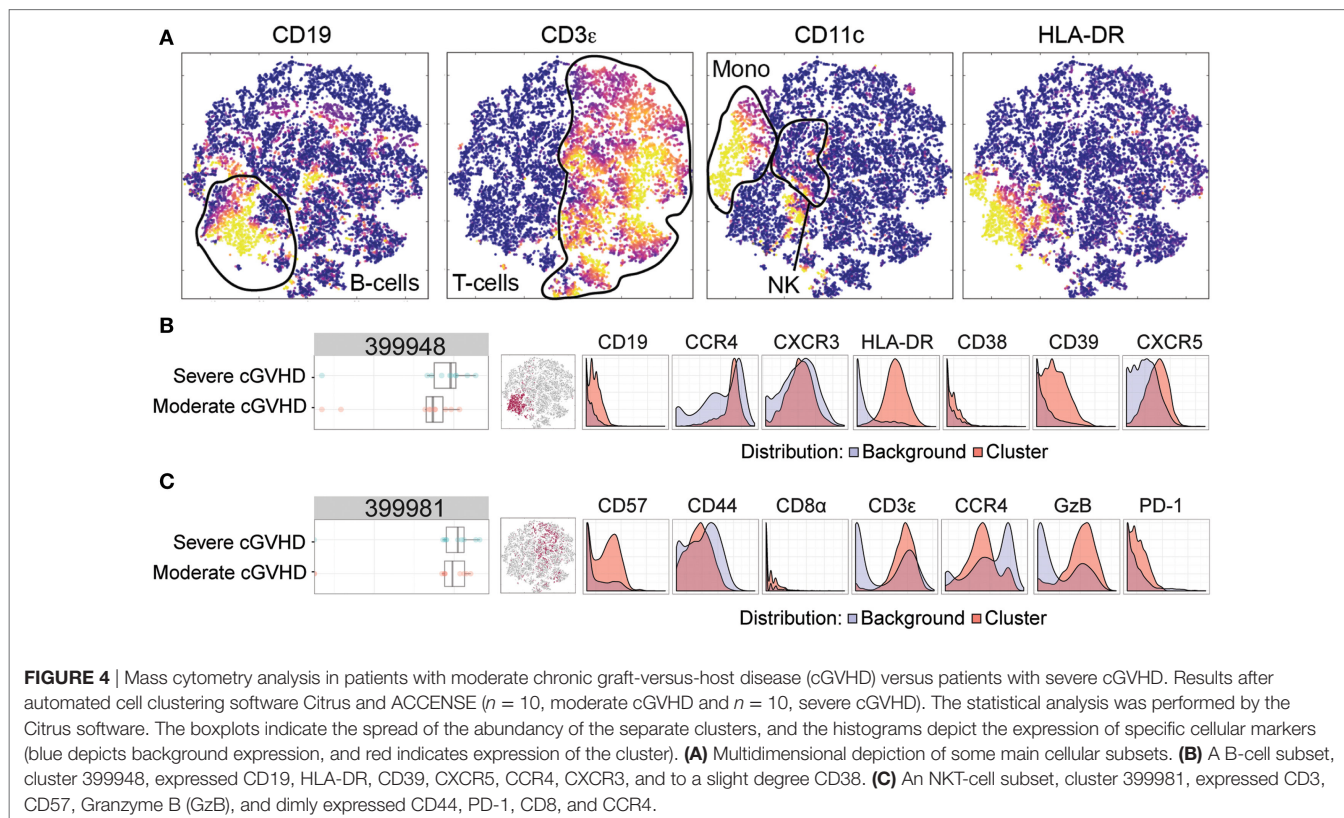 A
CD19
CD3ε
CD11c
HLA-DR
Mono
B-cells
T-cells
NK
B
399948
CD19
CCR4
CXCR3
HLA-DR
CD38
CD39
CXCR5
Severe cGVHD
Moderate cGVHD
Distribution: Background Cluster
C
399981
CD57
CD44
CD8α
CD3ε
CCR4
GzB
PD-1
Severe cGVHD
Moderate cGVHD
Distribution: Background Cluster
FIGURE 4 | Mass cytometry analysis in patients with moderate chronic graft-versus-host disease (cGVHD) versus patients with severe cGVHD. Results after
automated cell clustering software Citrus and ACCENSE (n = 10, moderate cGVHD and n = 10, severe cGVHD). The statistical analysis was performed by the
Citrus software. The boxplots indicate the spread of the abundancy of the separate clusters, and the histograms depict the expression of specific cellular markers
(blue depicts background expression, and red indicates expression of the cluster). (A) Multidimensional depiction of some main cellular subsets. (B) A B-cell subset,
cluster 399948, expressed CD19, HLA-DR, CD39, CXCR5, CCR4, CXCR3, and to a slight degree CD38. (C) An NKT-cell subset, cluster 399981, expressed CD3,
CD57, Granzyme B (GzB), and dimly expressed CD44, PD-1, CD8, and CCR4.